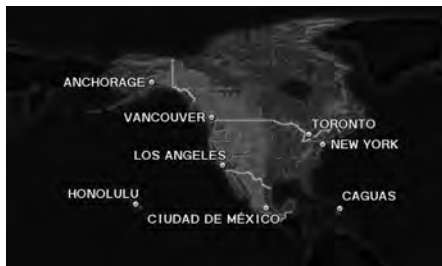 ANCHORAGE
VANCOUVER
TORONTO
NEW YORK
LOS ANGELES
HONOLULU
CAGUAS
CIUDAD DE MÉXICO